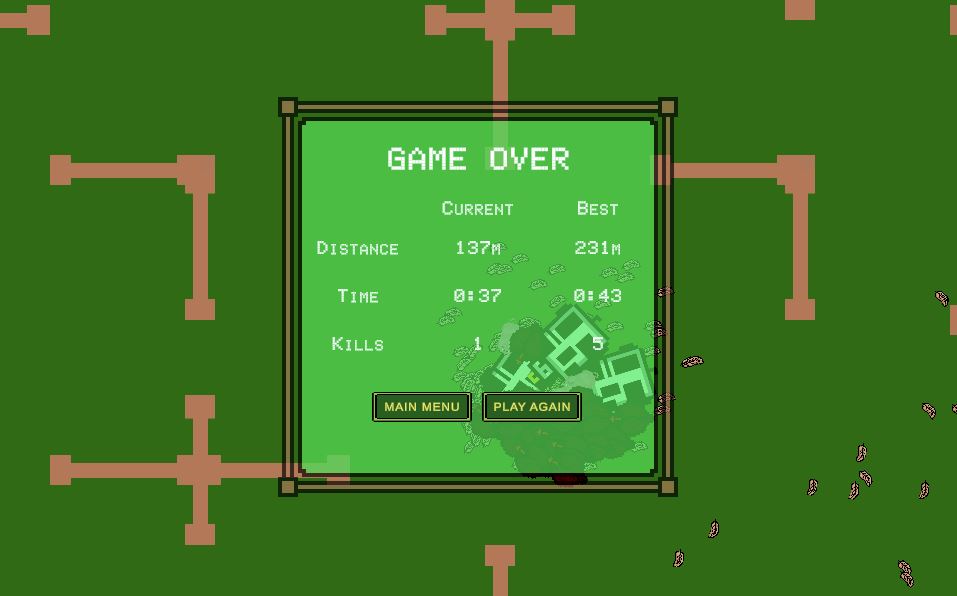 GAME OVER
Current Best
Distance 137m 231m
Time 0:37 0:43
Kills 1 5
MAIN MENU PLAY AGAIN